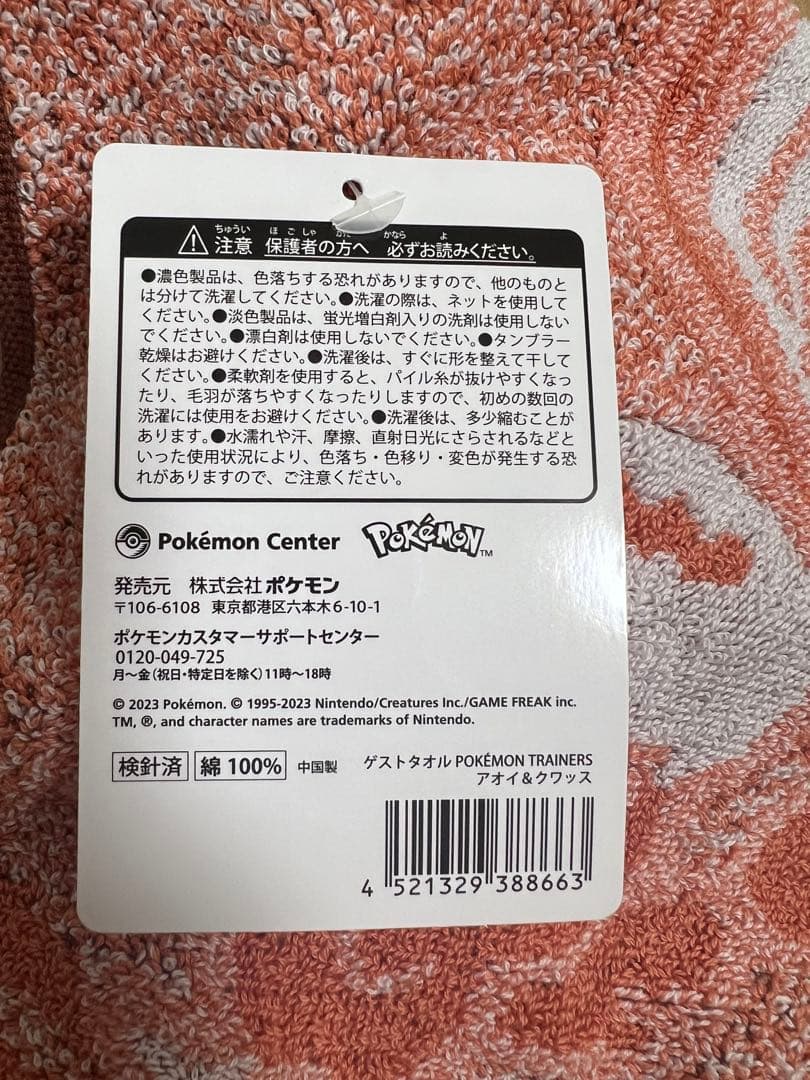 ちゅうい ほごしゃ かた かなら よ
注意 保護者の方へ 必ずお読みください。
●濃色製品は、色落ちする恐れがありますので、他のものと
は分けて洗濯してください。●洗濯の際は、ネットを使用して
ください。●淡色製品は、蛍光増白剤入りの洗剤は使用しない
でください。●漂白剤は使用しないでください。●タンブラー
乾燥はお避けください。●洗濯後は、すぐに形を整えて干して
ください。●柔軟剤を使用すると、パイル糸が抜けやすくなっ
たり、毛羽が落ちやすくなったりしますので、初めの数回の
洗濯には使用をお避けください。●洗濯後は、多少縮むことが
あります。●水濡れや汗、摩擦、直射日光にさらされるなどと
いった使用状況により、色落ち・色移り・変色が発生する恐
れがありますので、ご注意ください。
Pokémon Center POKéMON™
発売元 株式会社ポケモン
〒106-6108 東京都港区六本木6-10-1
ポケモンカスタマーサポートセンター
0120-049-725
月〜金(祝日・特定日を除く)11時〜18時
© 2023 Pokémon. © 1995-2023 Nintendo/Creatures Inc./GAME FREAK inc.
TM, ®, and character names are trademarks of Nintendo.
検針済 綿 100% 中国製
ゲストタオル POKÉMON TRAINERS
アオイ＆クワッス
4 521329 388663